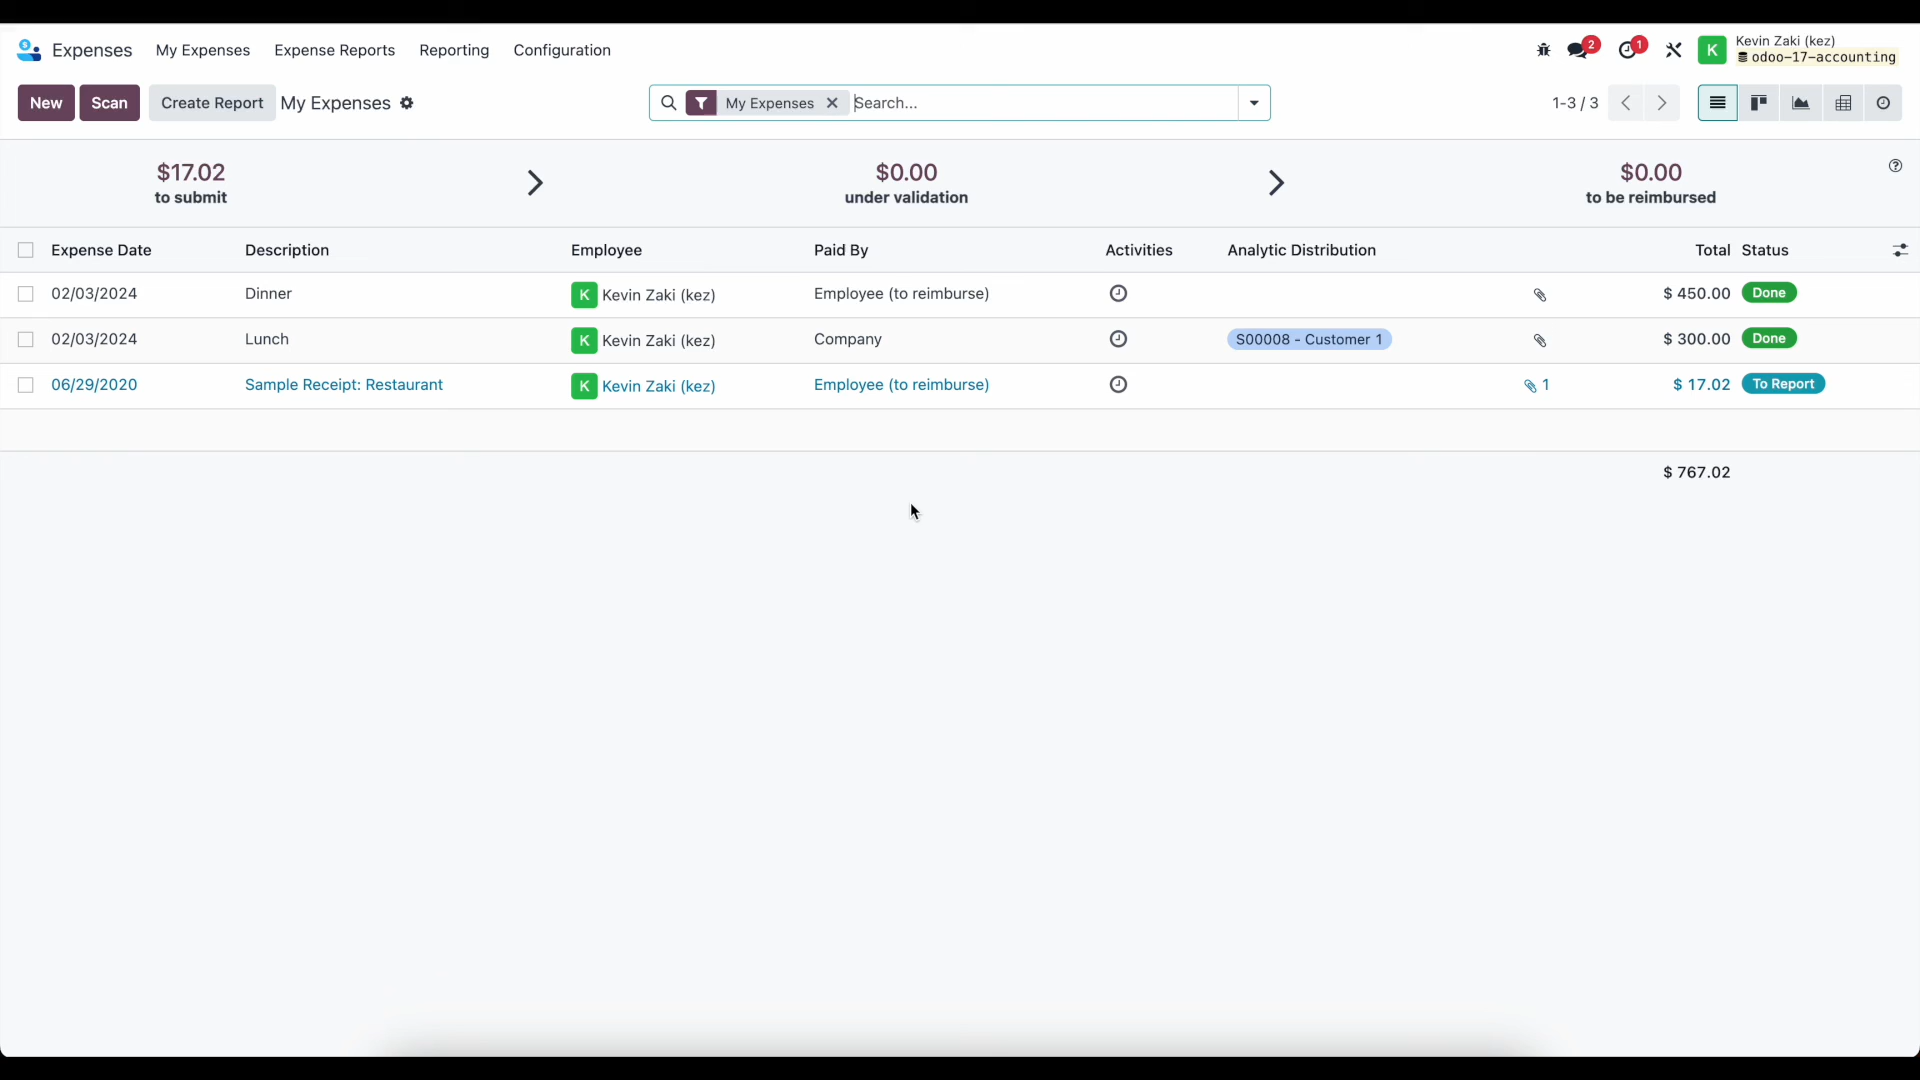 Expenses My Expenses Expense Reports Reporting Configuration 2 1 K Kevin Zaki (kez)
odoo-17-accounting
New Scan Create Report My Expenses My Expenses Search... 1-3 / 3
$17.02 $0.00 $0.00
to submit under validation to be reimbursed
Expense Date Description Employee Paid By Activities Analytic Distribution Total Status
02/03/2024 Dinner K Kevin Zaki (kez) Employee (to reimburse) $ 450.00 Done
02/03/2024 Lunch K Kevin Zaki (kez) Company S00008 - Customer 1 $ 300.00 Done
06/29/2020 Sample Receipt: Restaurant K Kevin Zaki (kez) Employee (to reimburse) 1 $ 17.02 To Report
$ 767.02